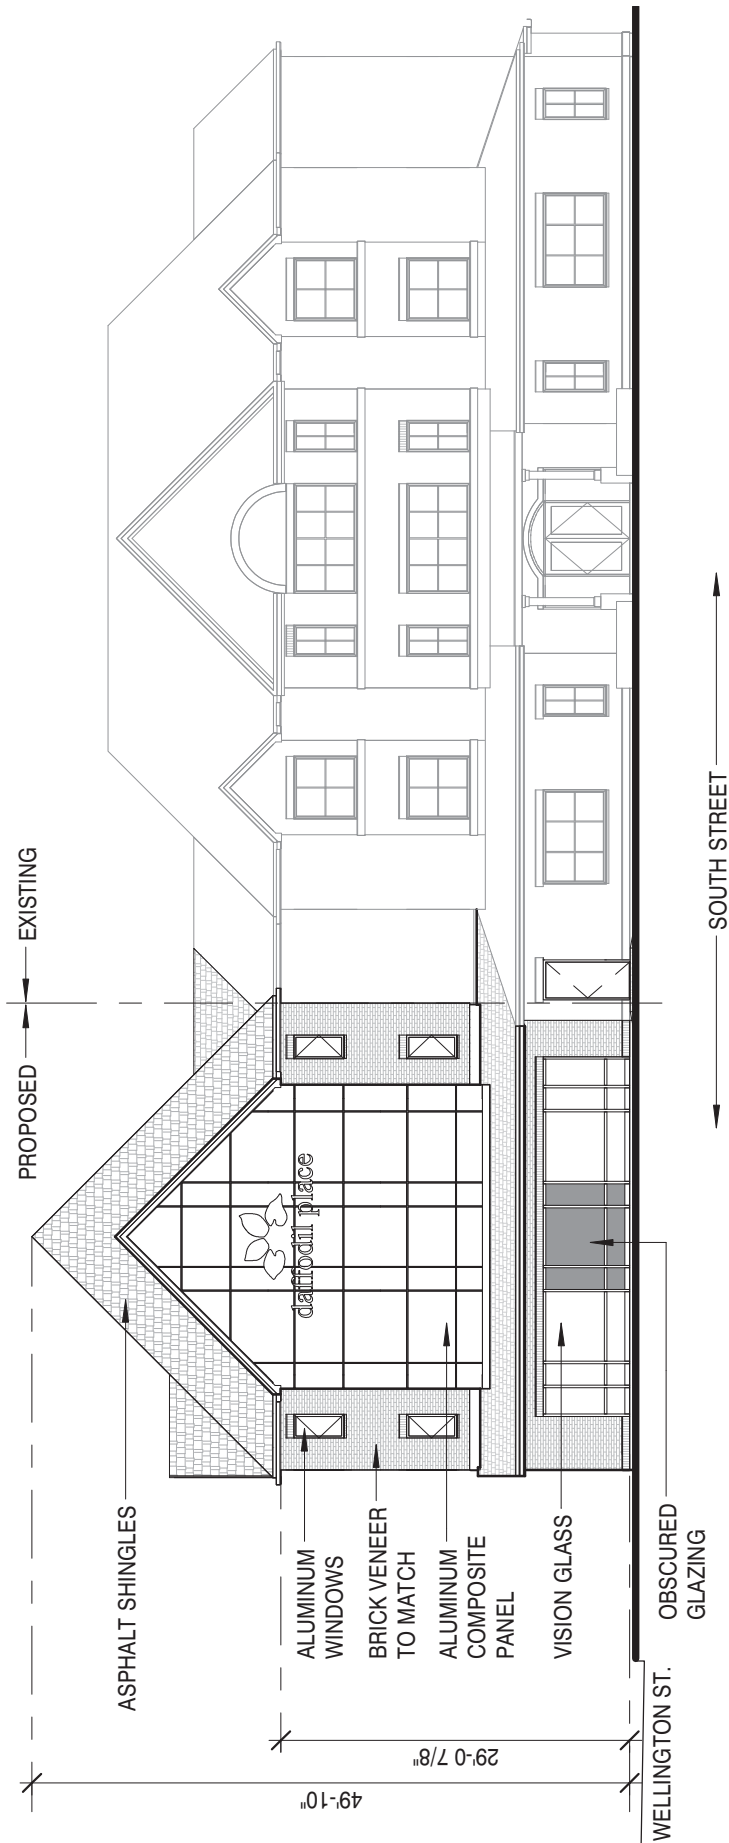 PROPOSED
EXISTING
ASPHALT SHINGLES
daffodil place
ALUMINUM
WINDOWS
BRICK VENEER
TO MATCH
ALUMINUM
COMPOSITE
PANEL
VISION GLASS
OBSCURED
GLAZING
49'-10"
29'-0 7/8"
WELLINGTON ST.
SOUTH STREET